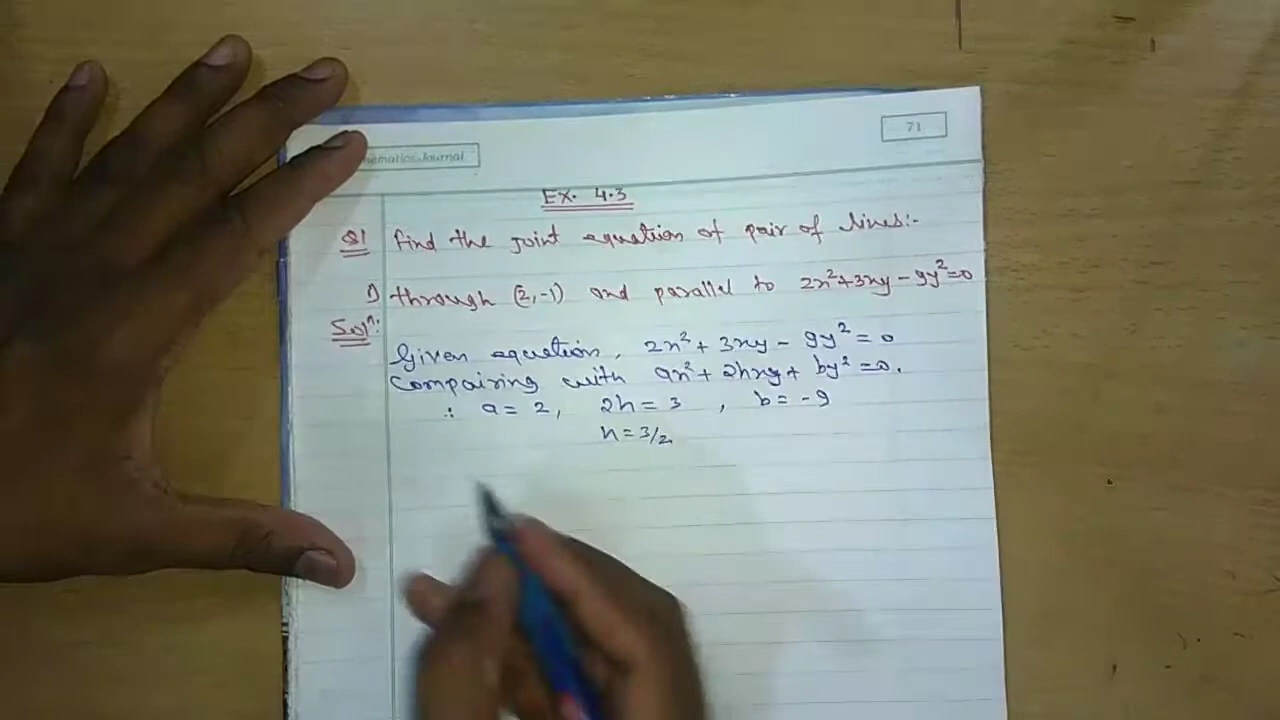 71
Mathematics Journal
EX. 4.3
Q1 Find the joint equation of pair of lines:-
1) through (2,-1) and parallel to 2x²+3xy-9y²=0
Solⁿ:
Given equation, 2x²+3xy-9y²=0
Compairing with ax²+2hxy+by²=0.
∴ a=2, 2h=3, b=-9
h=3/2